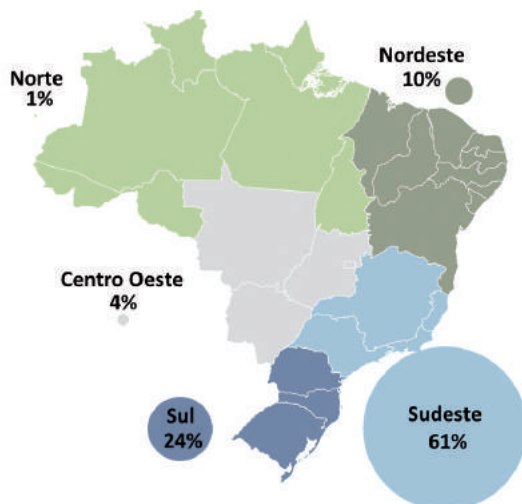 Norte
1%
Nordeste
10%
Centro Oeste
4%
Sul
24%
Sudeste
61%